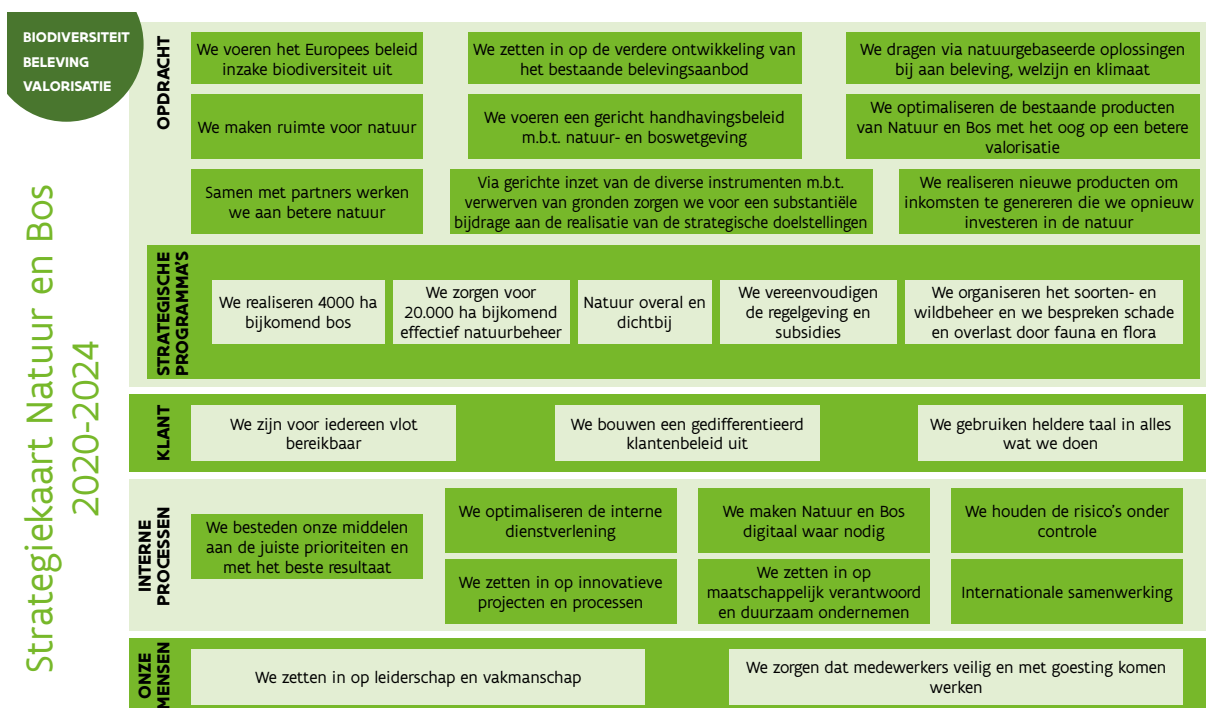 BIODIVERSITEIT
BELEVING
VALORISATIE
Strategiekaart Natuur en Bos
2020-2024
OPDRACHT
We voeren het Europees beleid
inzake biodiversiteit uit
We zetten in op de verdere ontwikkeling van
het bestaande belevingsaanbod
We dragen via natuurgebaseerde oplossingen
bij aan beleving, welzijn en klimaat
We maken ruimte voor natuur
We voeren een gericht handhavingsbeleid
m.b.t. natuur- en boswetgeving
We optimaliseren de bestaande producten
van Natuur en Bos met het oog op een betere
valorisatie
Samen met partners werken
we aan betere natuur
Via gerichte inzet van de diverse instrumenten m.b.t.
verwerven van gronden zorgen we voor een substantiële
bijdrage aan de realisatie van de strategische doelstellingen
We realiseren nieuwe producten om
inkomsten te genereren die we opnieuw
investeren in de natuur
STRATEGISCHE
PROGRAMMA'S
We realiseren 4000 ha
bijkomend bos
We zorgen voor
20.000 ha bijkomend
effectief natuurbeheer
Natuur overal en
dichtbij
We vereenvoudigen
de regelgeving en
subsidies
We organiseren het soorten- en
wildbeheer en we bespreken schade
en overlast door fauna en flora
KLANT
We zijn voor iedereen vlot
bereikbaar
We bouwen een gedifferentieerd
klantenbeleid uit
We gebruiken heldere taal in alles
wat we doen
INTERNE
PROCESSEN
We besteden onze middelen
aan de juiste prioriteiten en
met het beste resultaat
We optimaliseren de interne
dienstverlening
We maken Natuur en Bos
digitaal waar nodig
We houden de risico's onder
controle
We zetten in op innovatieve
projecten en processen
We zetten in op
maatschappelijk verantwoord
en duurzaam ondernemen
Internationale samenwerking
ONZE
MENSEN
We zetten in op leiderschap en vakmanschap
We zorgen dat medewerkers veilig en met goesting komen
werken